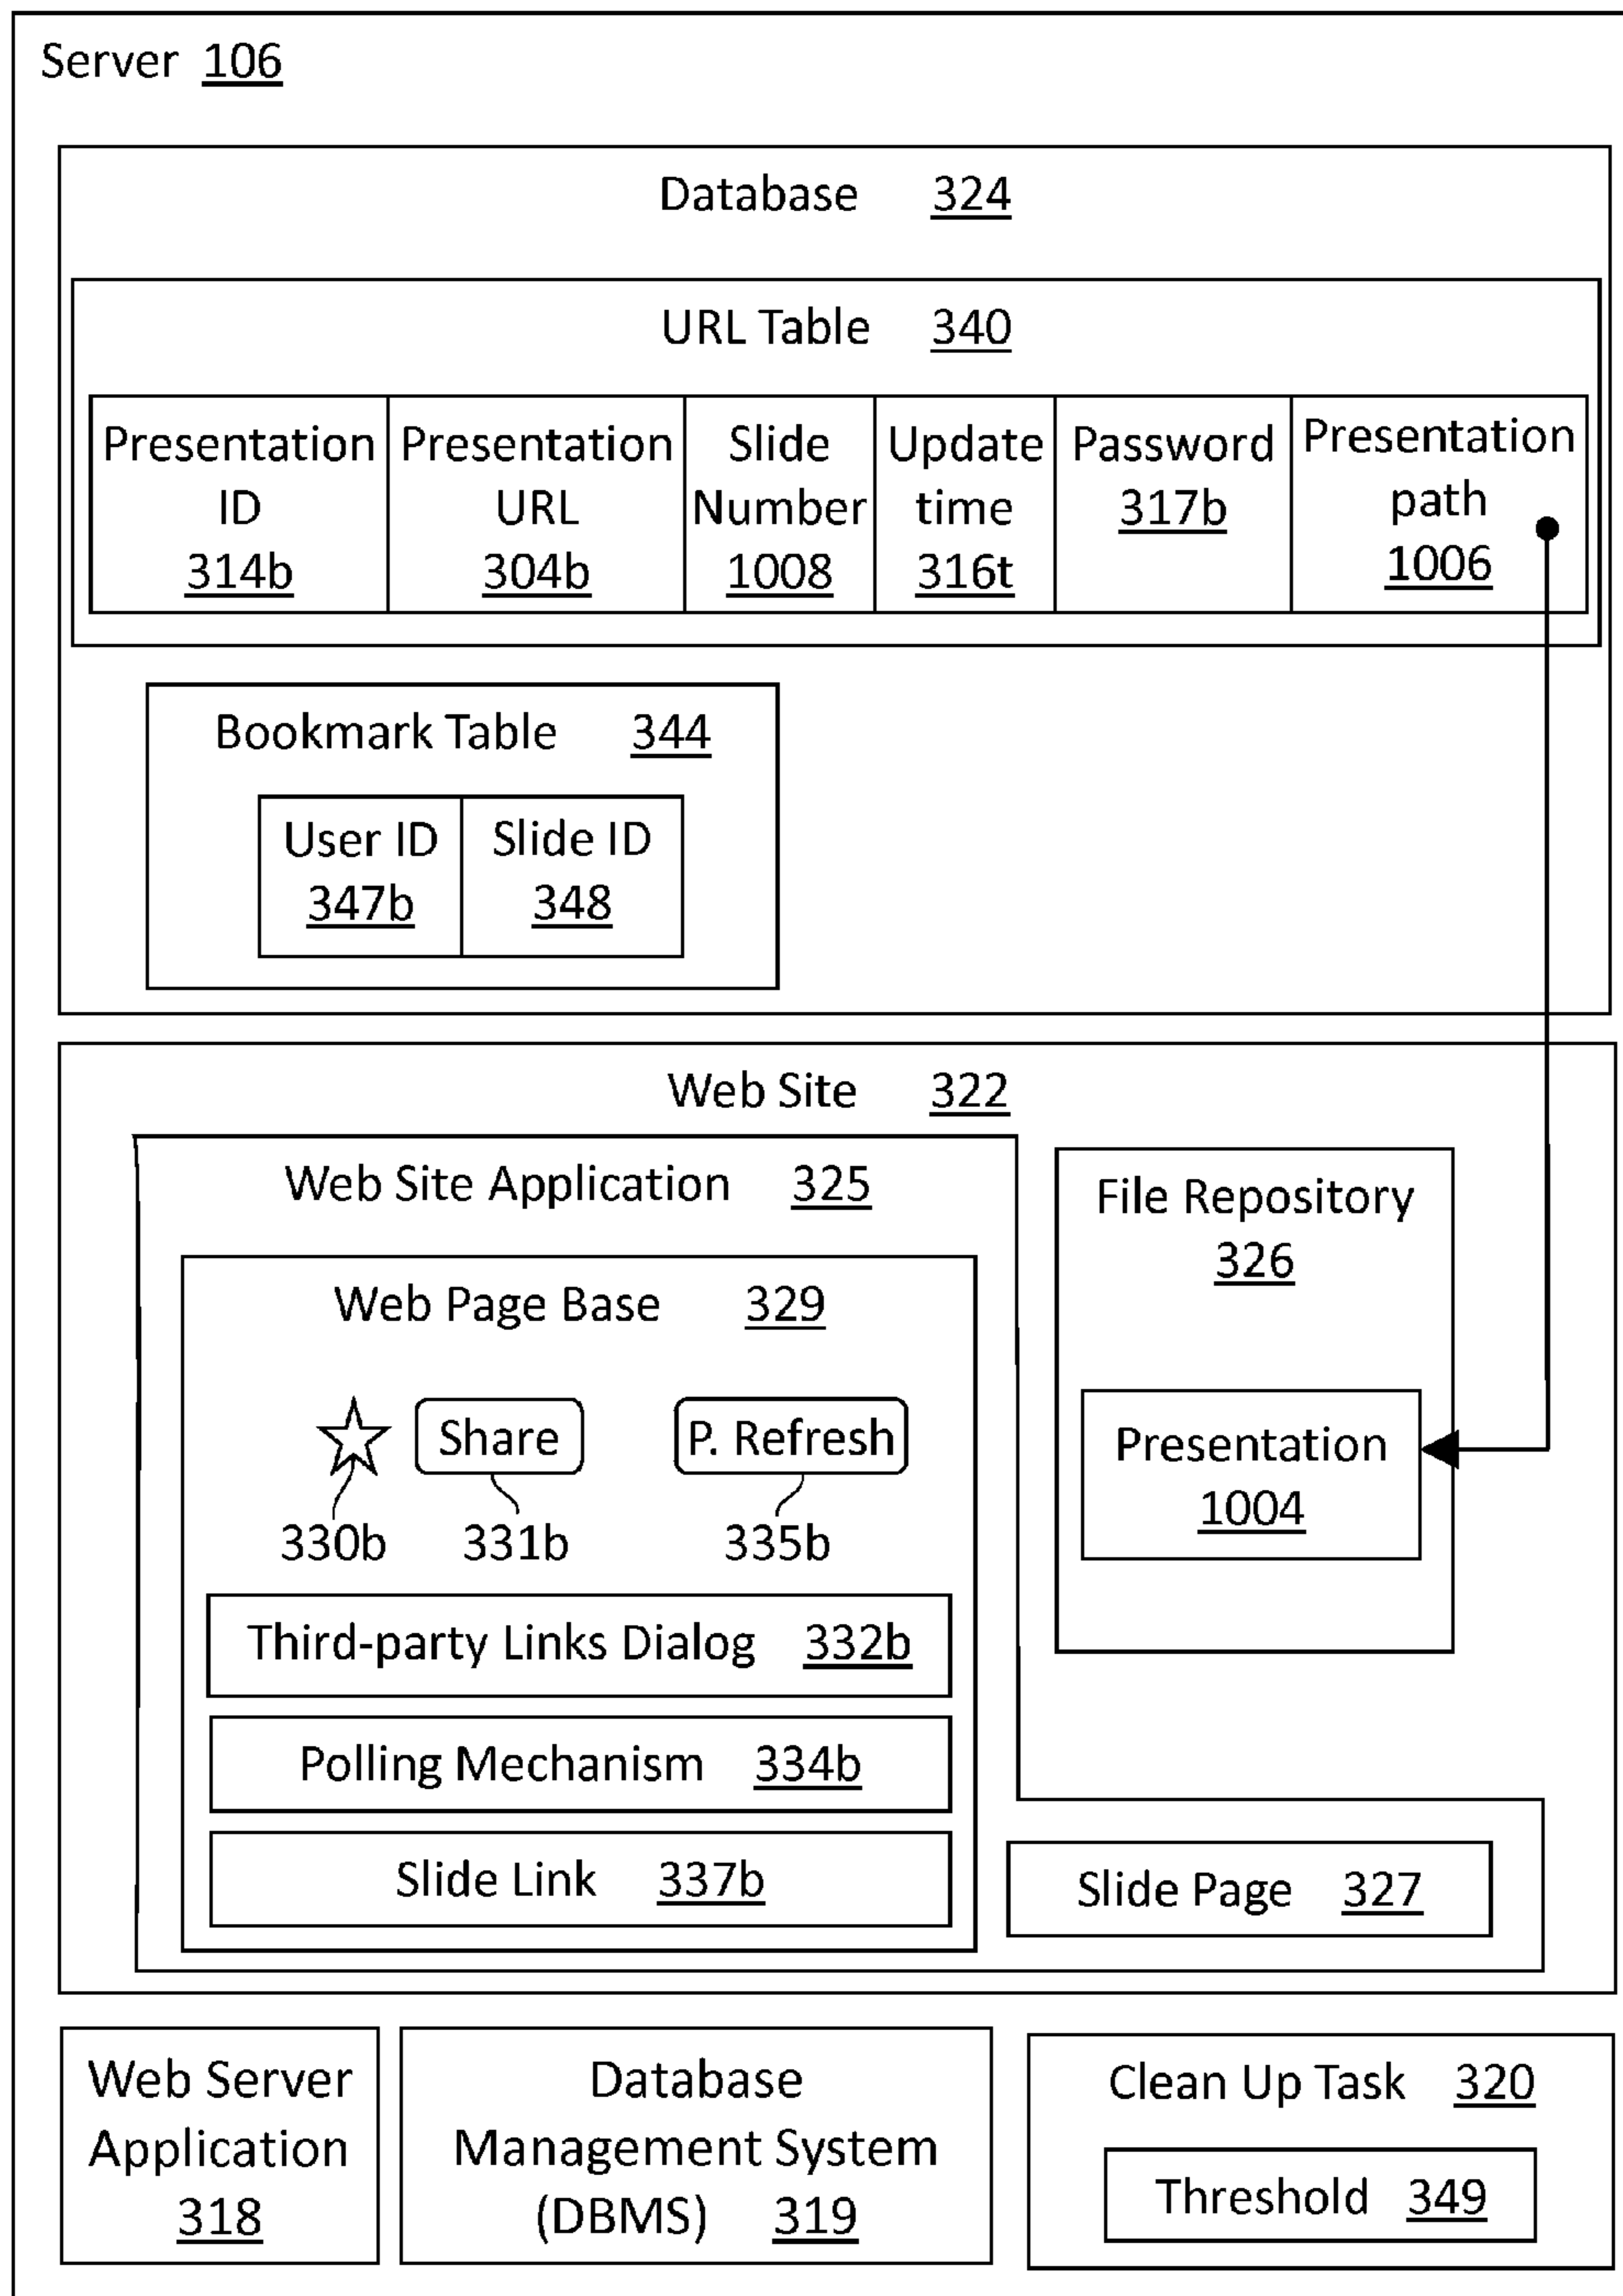 Server 106
Database 324
URL Table 340
Presentation
ID
314b
Presentation
URL
304b
Slide
Number
1008
Update
time
316t
Password
317b
Presentation
path
1006
Bookmark Table 344
User ID
347b
Slide ID
348
Web Site 322
Web Site Application 325
File Repository
326
Web Page Base 329
Share
P. Refresh
330b
331b
335b
Presentation
1004
Third-party Links Dialog 332b
Polling Mechanism 334b
Slide Link 337b
Slide Page 327
Web Server
Application
318
Database
Management System
(DBMS) 319
Clean Up Task 320
Threshold 349